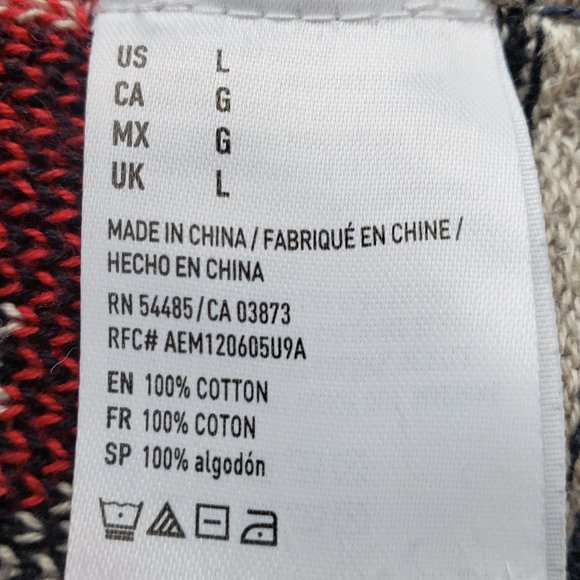 US L
CA G
MX G
UK L
MADE IN CHINA / FABRIQUÉ EN CHINE /
HECHO EN CHINA
RN 54485 / CA 03873
RFC# AEM120605U9A
EN 100% COTTON
FR 100% COTON
SP 100% algodón